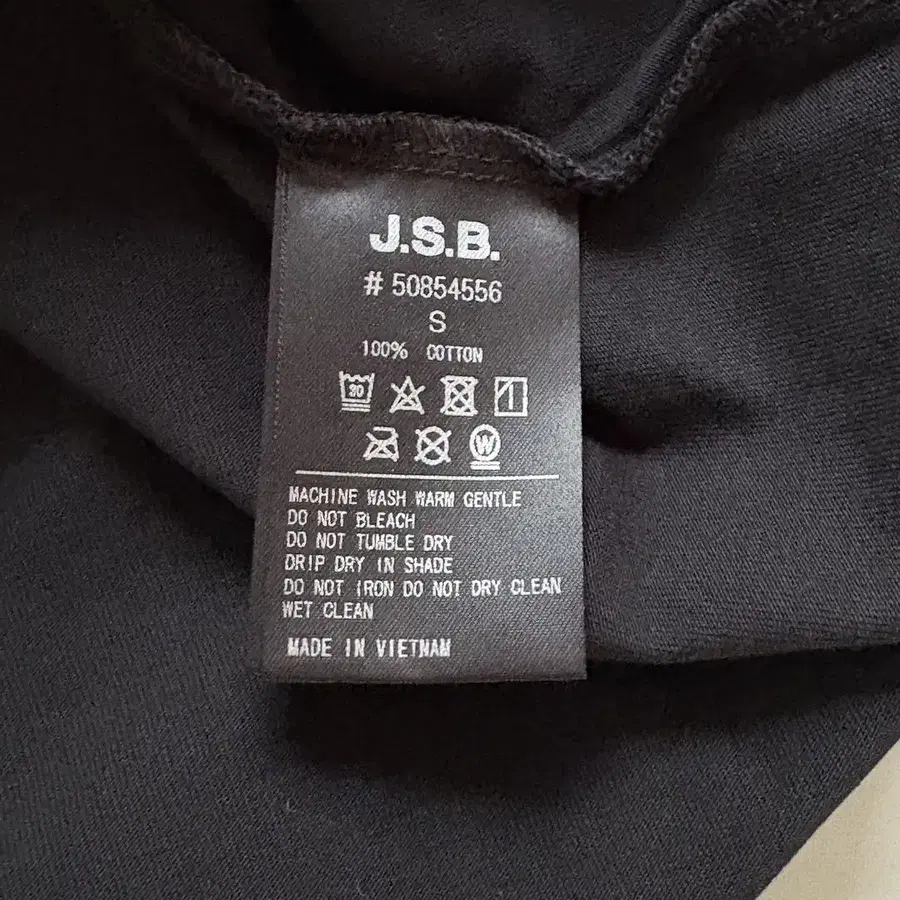 J.S.B.
# 50854556
S
100% COTTON
30
W
MACHINE WASH WARM GENTLE
DO NOT BLEACH
DO NOT TUMBLE DRY
DRIP DRY IN SHADE
DO NOT IRON DO NOT DRY CLEAN
WET CLEAN
MADE IN VIETNAM